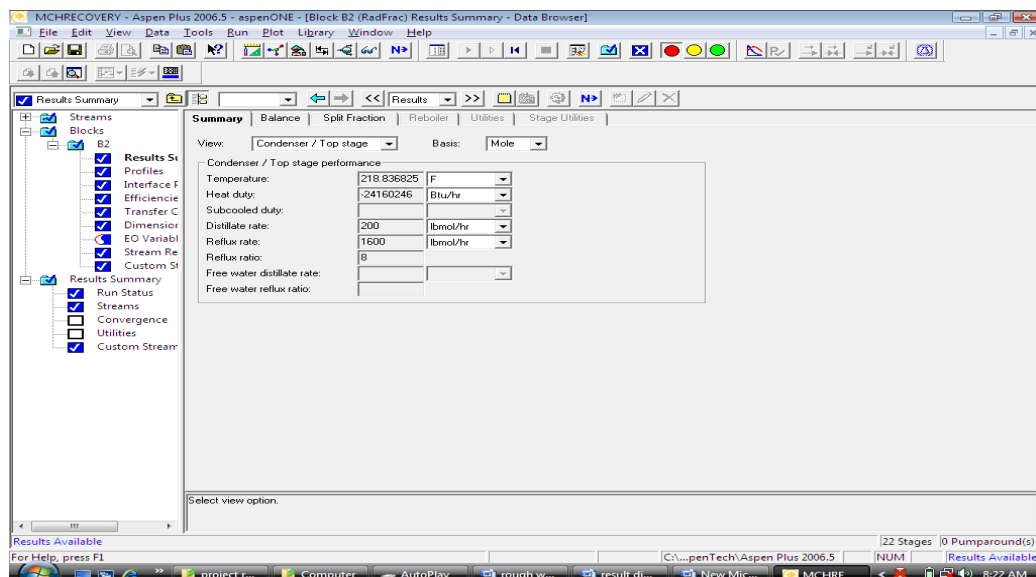 MCHRECOVERY - Aspen Plus 2006.5 - aspenONE - [Block B2 (RadFrac) Results Summary - Data Browser]
File Edit View Data Tools Run Plot Library Window Help
N>
Results Summary
Results
<<
>>
N>
Streams
Blocks
B2
Results Su
Profiles
Interface F
Efficiencie
Transfer C
Dimension
EO Variabl
Stream Re
Custom St
Results Summary
Run Status
Streams
Convergence
Utilities
Custom Stream
Summary Balance Split Fraction Reboiler Utilities Stage Utilities
View: Condenser / Top stage Basis: Mole
Condenser / Top stage performance
Temperature: 218.836825 F
Heat duty: -24160246 Btu/hr
Subcooled duty:
Distillate rate: 200 lbmol/hr
Reflux rate: 1600 lbmol/hr
Reflux ratio: 8
Free water distillate rate:
Free water reflux ratio:
Select view option.
Results Available 22 Stages 0 Pumparound(s)
For Help, press F1 C:\...penTech\Aspen Plus 2006.5 NUM Results Available
project r... Computer AutoPlay rough w... result di... New Mic... MCHRE... 8:22 AM